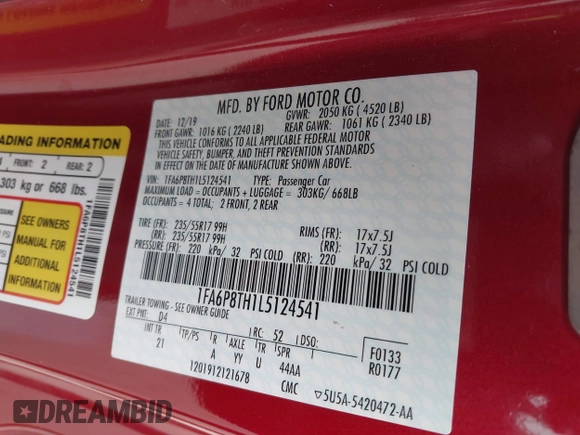 MFD. BY FORD MOTOR CO.
DATE: 12/19 GVWR: 2050 KG ( 4520 LB)
FRONT GAWR: 1016 KG ( 2240 LB) REAR GAWR: 1061 KG ( 2340 LB)
THIS VEHICLE CONFORMS TO ALL APPLICABLE FEDERAL MOTOR
VEHICLE SAFETY, BUMPER, AND THEFT PREVENTION STANDARDS
IN EFFECT ON THE DATE OF MANUFACTURE SHOWN ABOVE.
VIN: 1FA6P8TH1L5124541 TYPE: Passenger Car
MAXIMUM LOAD = OCCUPANTS + LUGGAGE = 303KG/ 668LB
OCCUPANTS = 4 TOTAL; 2 FRONT, 2 REAR
TIRE (FR): 235/55R17 99H RIMS (FR): 17x7.5J
(RR): 235/55R17 99H (RR): 17x7.5J
PRESSURE (FR): 220 kPa/ 32 PSI COLD (RR): 220 kPa/ 32 PSI COLD
1FA6P8TH1L5124541
TRAILER TOWING - SEE OWNER GUIDE
EXT PNT: D4 RC: 52 DSO:
INT TR TP/PS R AXLE TR SPR F0133
21 A YY U 44AA R0177
1201912121678 CMC 5U5A-5420472-AA
ADING INFORMATION
FRONT: 2 REAR: 2
303 kg or 668 lbs.
SEE OWNERS
MANUAL FOR
ADDITIONAL
INFORMATION
1FA6P8TH1L5124541
DREAMBID